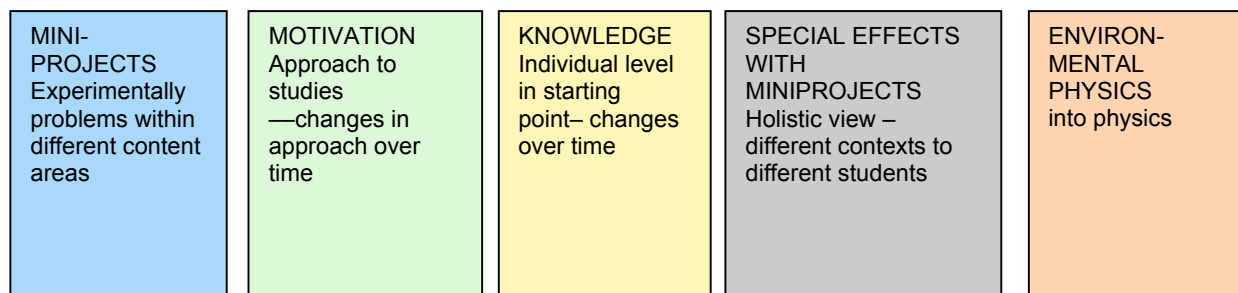 MINI-
PROJECTS
Experimentally
problems within
different content
areas
MOTIVATION
Approach to
studies
—changes in
approach over
time
KNOWLEDGE
Individual level
in starting
point– changes
over time
SPECIAL EFFECTS
WITH
MINIPROJECTS
Holistic view –
different contexts to
different students
ENVIRON-
MENTAL
PHYSICS
into physics